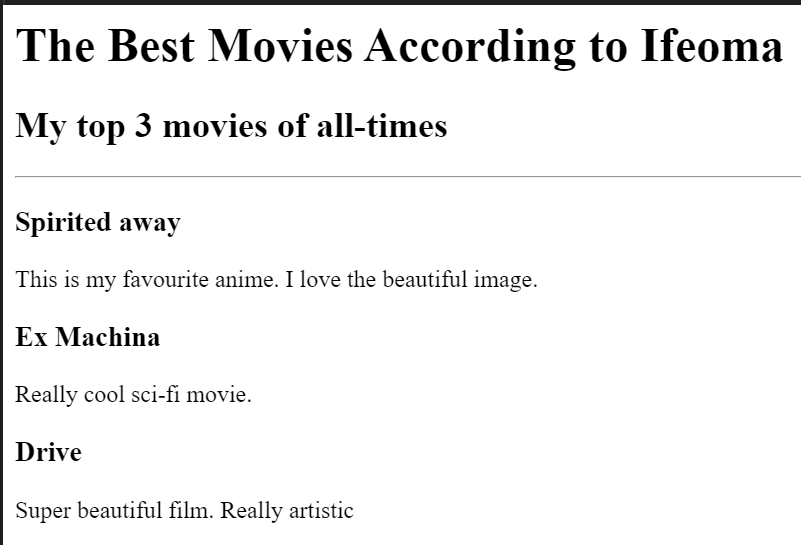 The Best Movies According to Ifeoma
My top 3 movies of all-times
Spirited away
This is my favourite anime. I love the beautiful image.
Ex Machina
Really cool sci-fi movie.
Drive
Super beautiful film. Really artistic